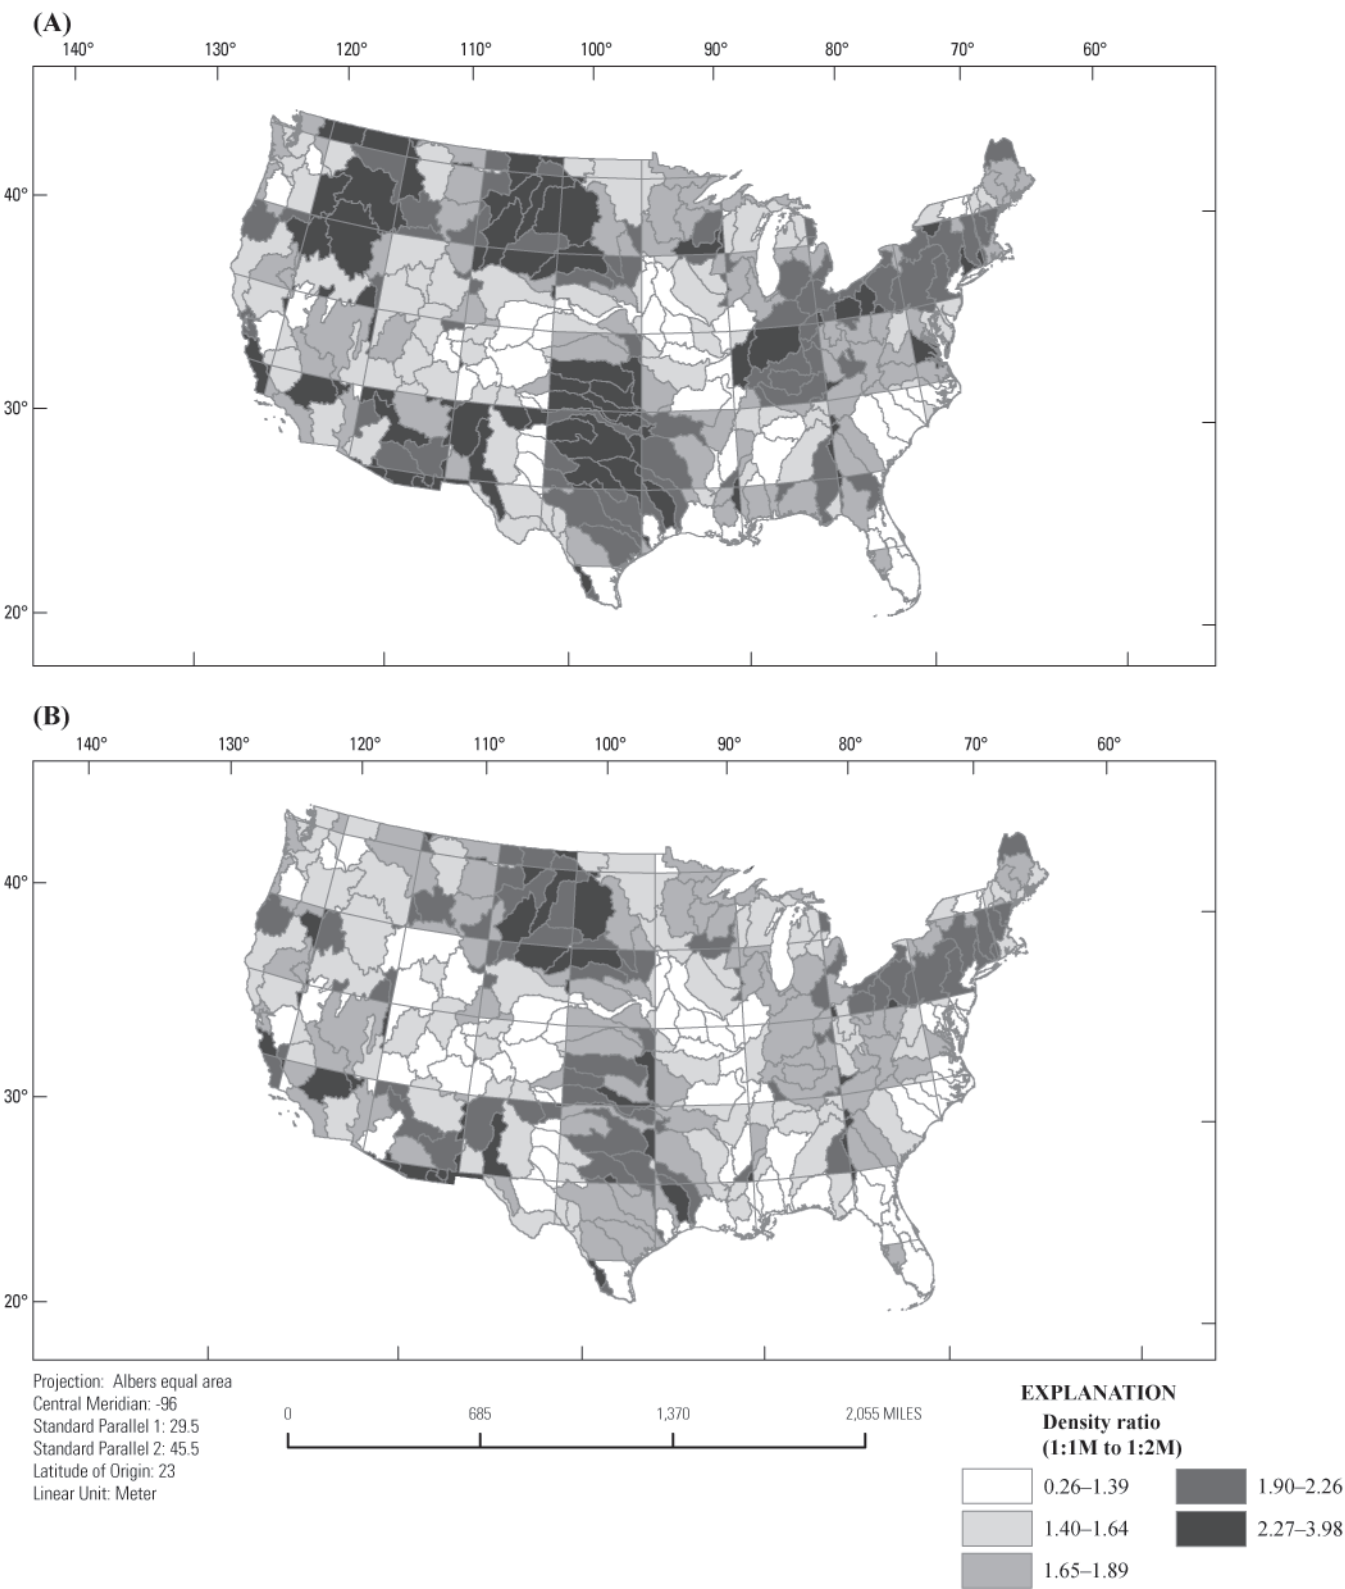 (A)
140° 130° 120° 110° 100° 90° 80° 70° 60°
40°
30°
20°
(B)
140° 130° 120° 110° 100° 90° 80° 70° 60°
40°
30°
20°
Projection: Albers equal area
Central Meridian: -96
Standard Parallel 1: 29.5
Standard Parallel 2: 45.5
Latitude of Origin: 23
Linear Unit: Meter
0 685 1,370 2,055 MILES
EXPLANATION
Density ratio
(1:1M to 1:2M)
0.26–1.39 1.90–2.26
1.40–1.64 2.27–3.98
1.65–1.89